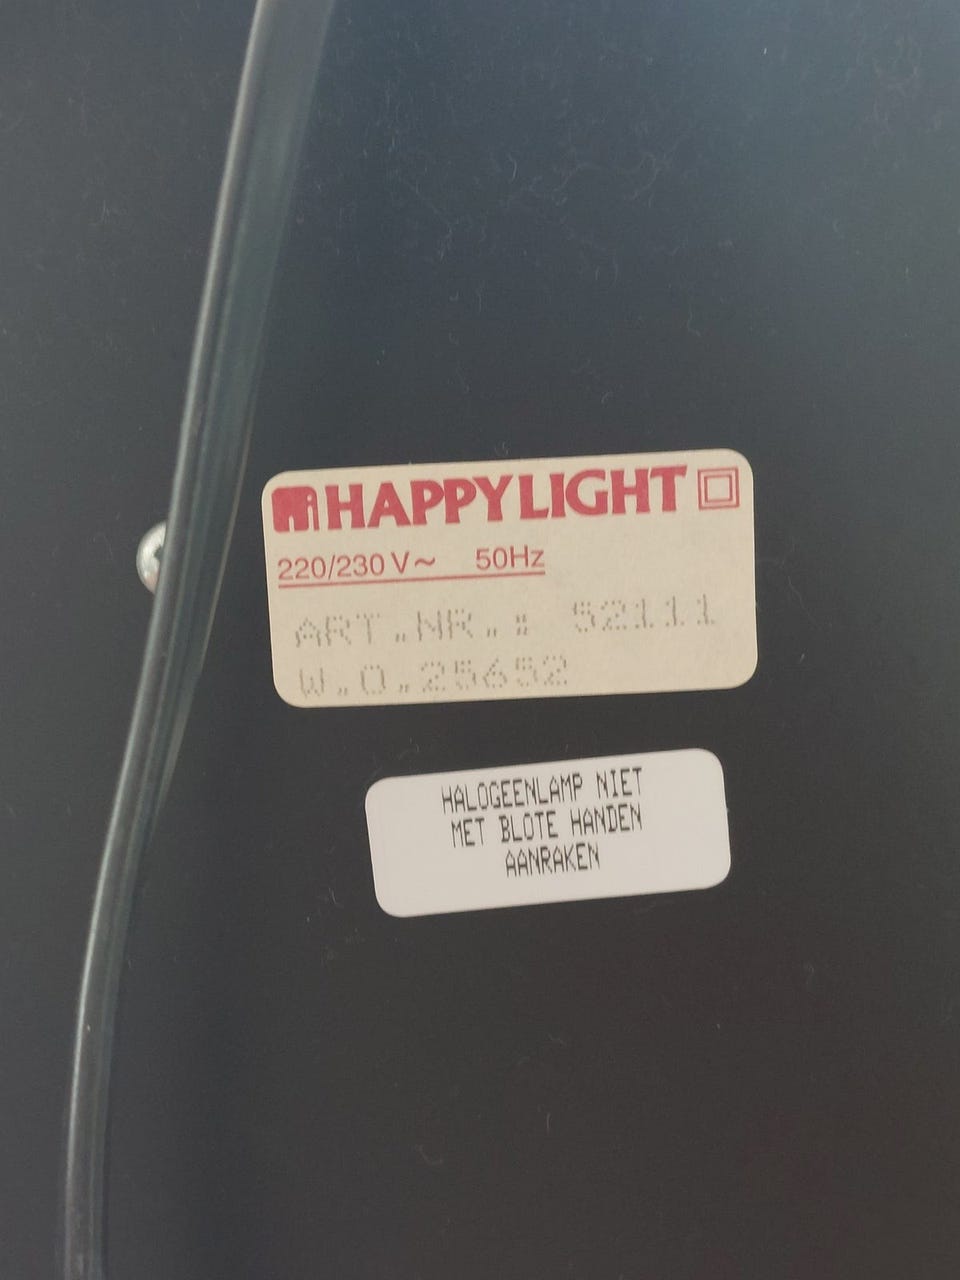 HAPPYLIGHT
220/230 V~ 50Hz
ART.NR.: 52111
W.O.25652
HALOGEENLAMP NIET
MET BLOTE HANDEN
AANRAKEN